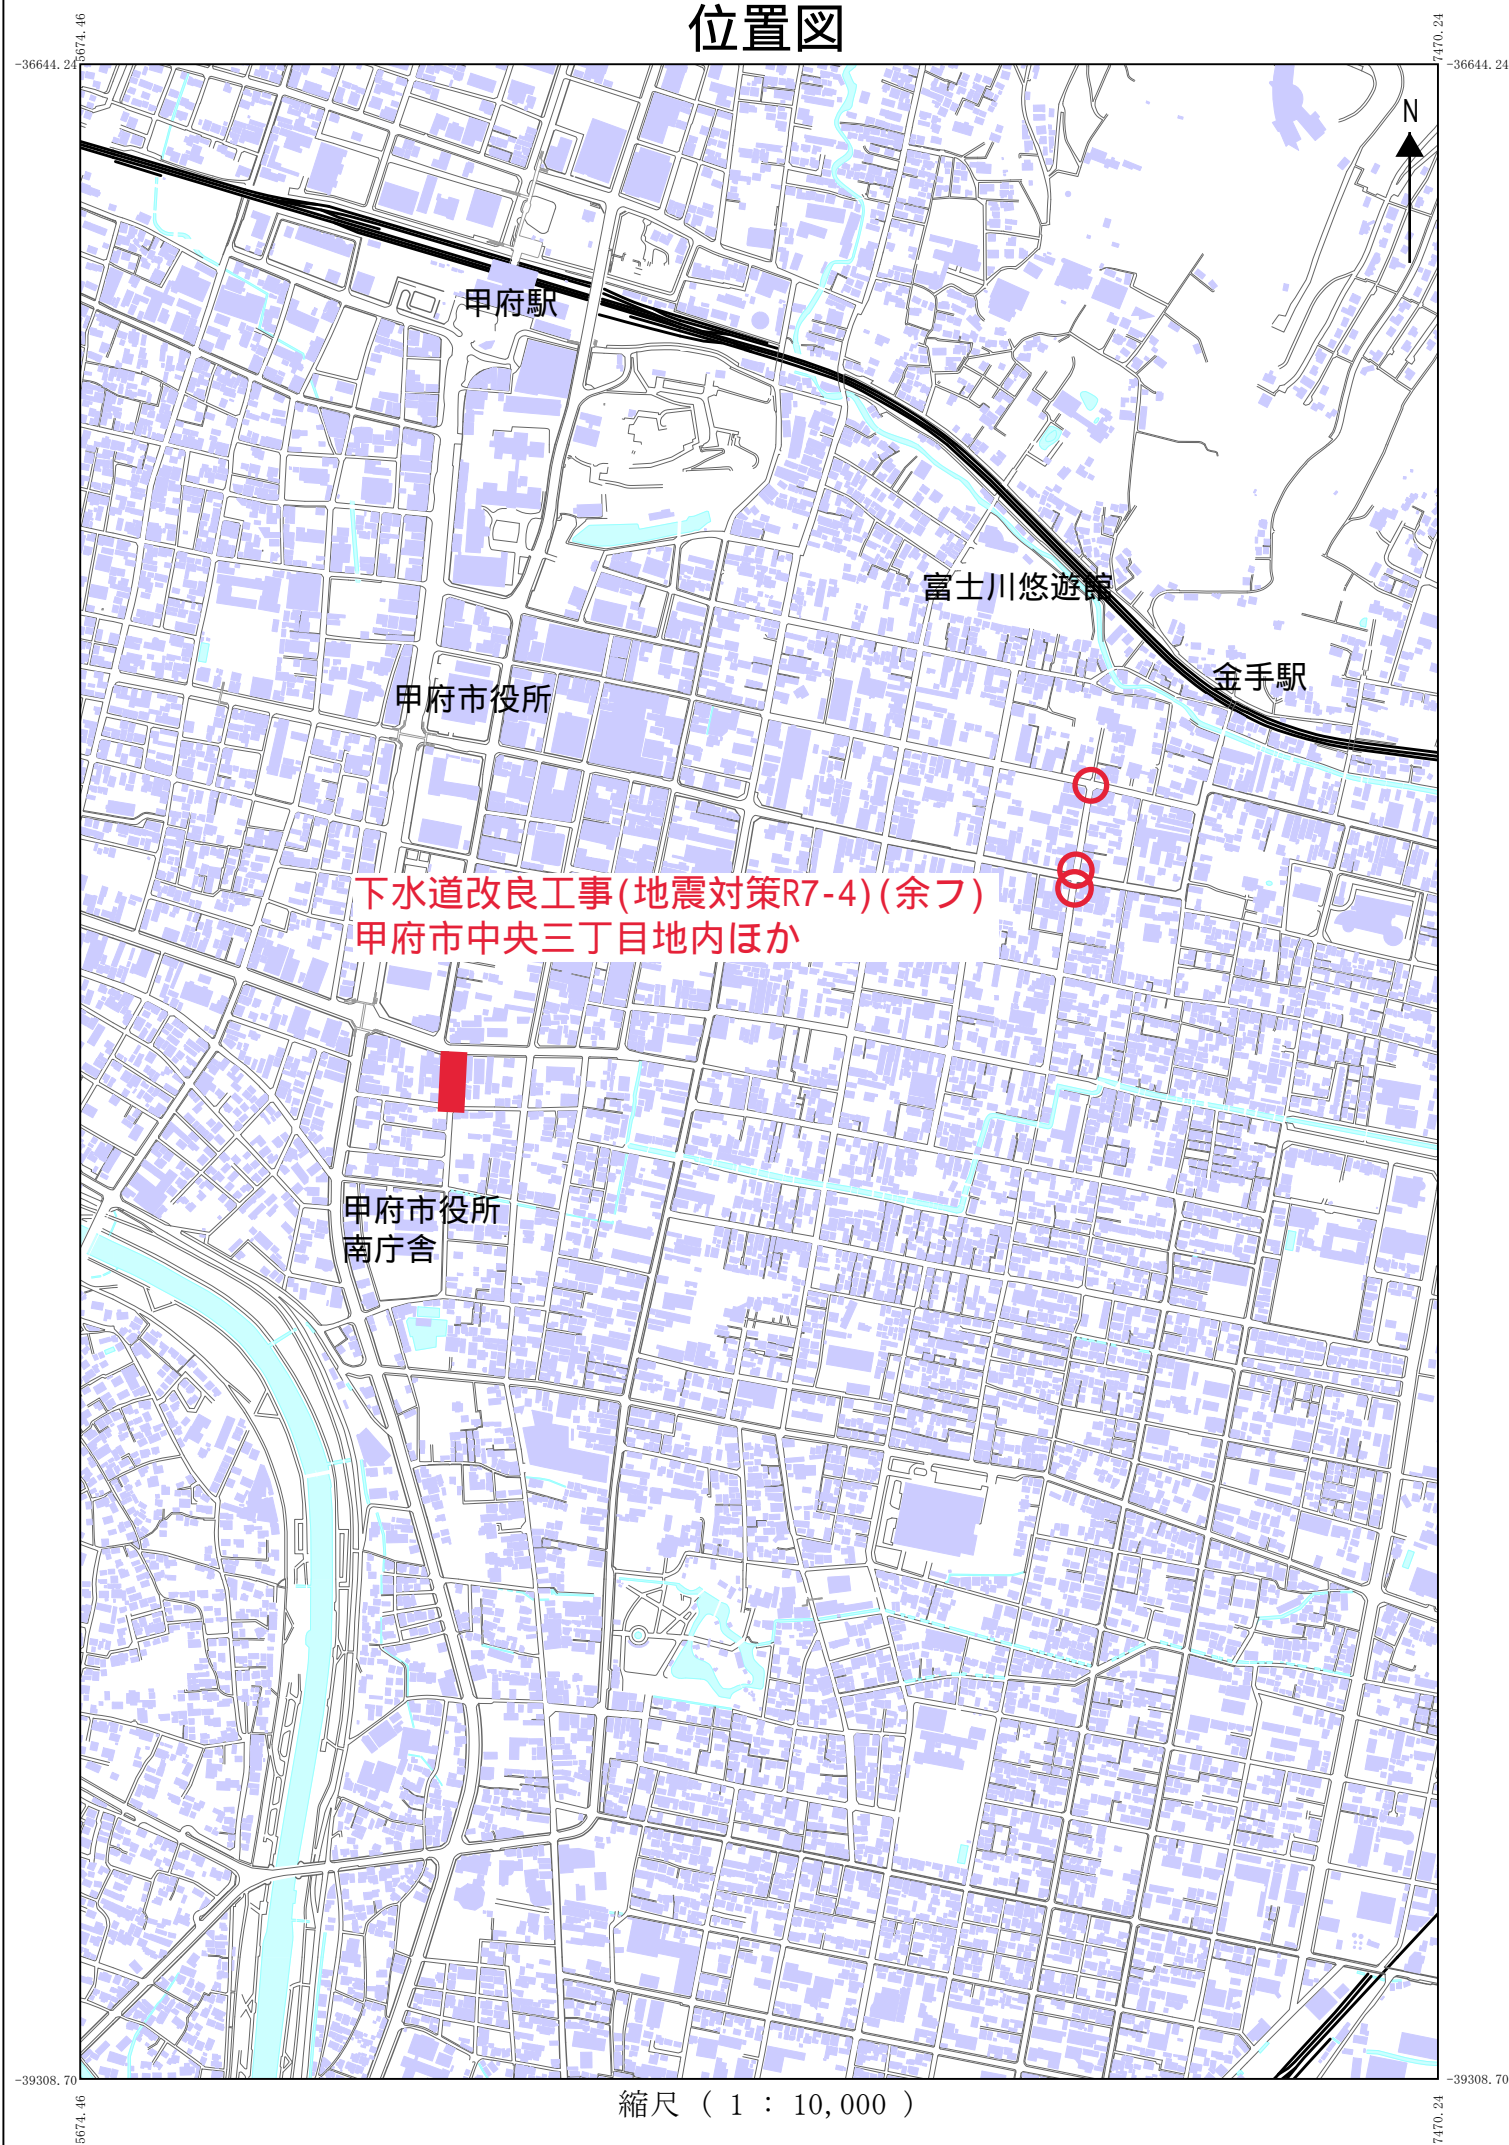 位置図
5674.46
7470.24
-36644.24
-36644.24
N
甲府駅
富士川悠遊館
金手駅
甲府市役所
下水道改良工事(地震対策R7-4)(余フ)
甲府市中央三丁目地内ほか
甲府市役所
南庁舎
-39308.70
-39308.70
縮尺 ( 1 : 10,000 )
5674.46
7470.24